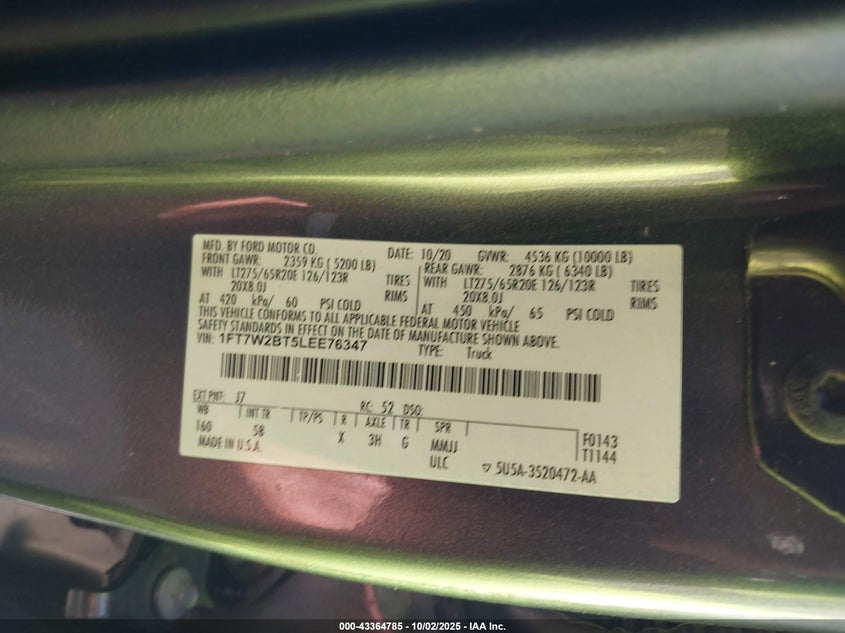 MFD. BY FORD MOTOR CO.
DATE: 10/20 GVWR: 4536 KG (10000 LB)
FRONT GAWR: 2359 KG ( 5200 LB) REAR GAWR: 2876 KG ( 6340 LB)
WITH LT275/65R20E 126/123R TIRES WITH LT275/65R20E 126/123R TIRES
20X8.0J RIMS 20X8.0J RIMS
AT 420 kPa/ 60 PSI COLD AT 450 kPa/ 65 PSI COLD
THIS VEHICLE CONFORMS TO ALL APPLICABLE FEDERAL MOTOR VEHICLE
SAFETY STANDARDS IN EFFECT ON THE DATE OF MANUFACTURE SHOWN ABOVE.
VIN: 1FT7W2BT5LEE76347 TYPE: Truck
EXT PNT: J7 RC: 52 DSO:
WB INT TR TP/PS R AXLE TR SPR
160 5B X 3H G MMJJ F0143
MADE IN U.S.A. ULC T1144
▽ 5U5A-3520472-AA
000-43364785 - 10/02/2025 - IAA Inc.